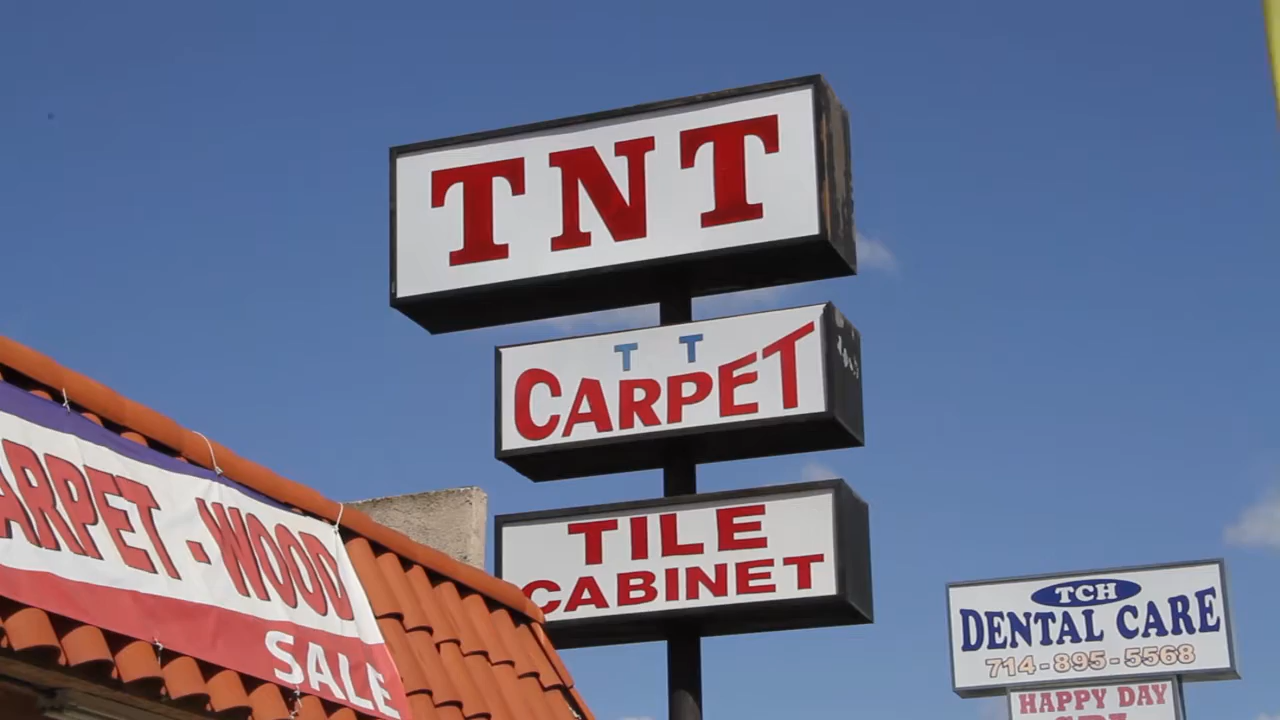 TNT
T T
CARPET
TILE
CABINET
ARPET - WOOD
SALE
TCH
DENTAL CARE
714-895-5568
HAPPY DAY